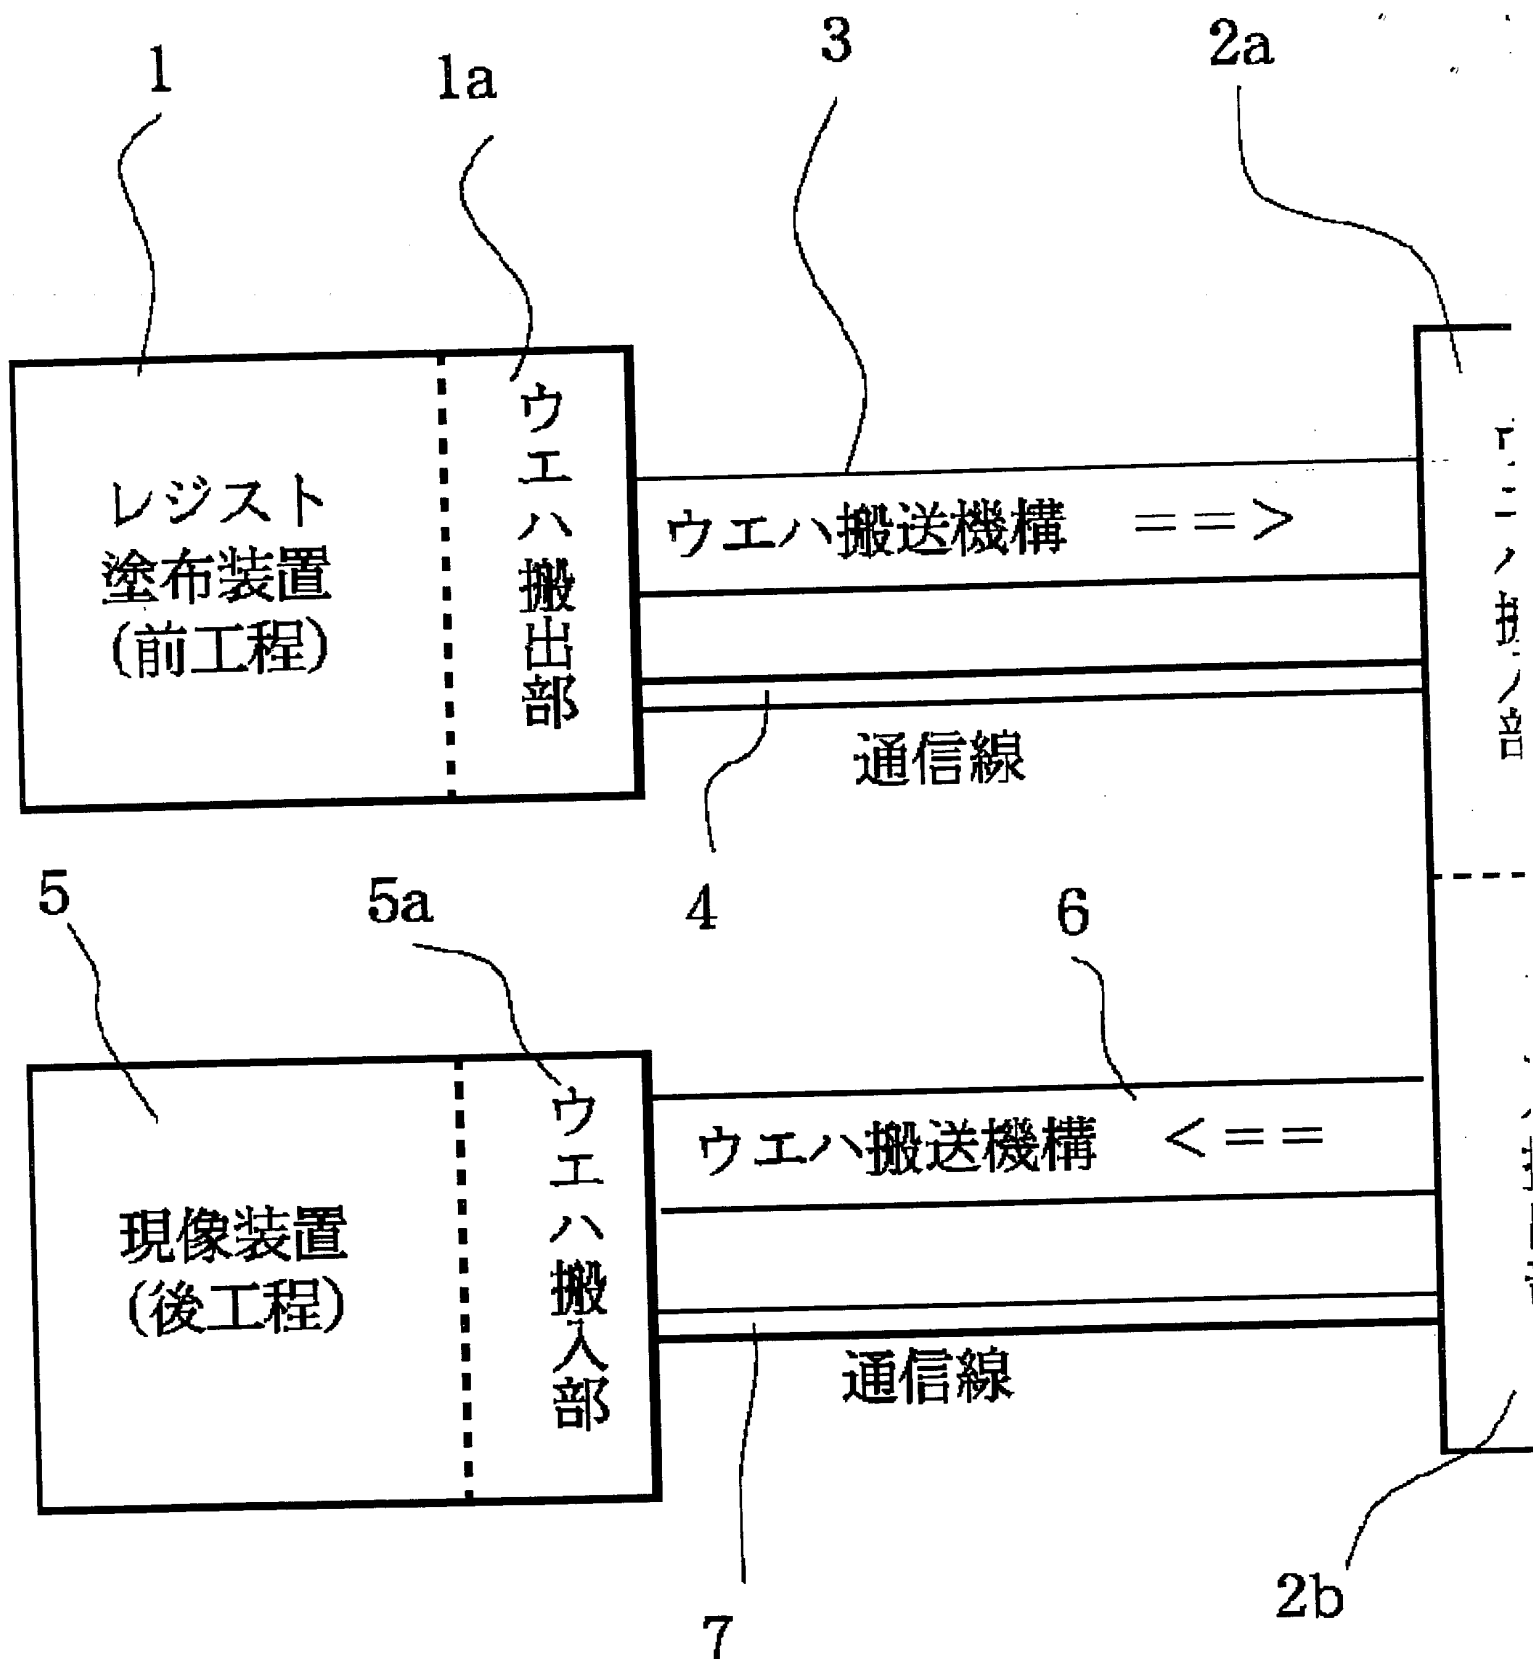 1
1a
3
2a
レジスト
塗布装置
(前工程)
ウエハ搬出部
ウエハ搬送機構 ==>
通信線
4
5
5a
6
現像装置
(後工程)
ウエハ搬入部
ウエハ搬送機構 <==
通信線
7
2b